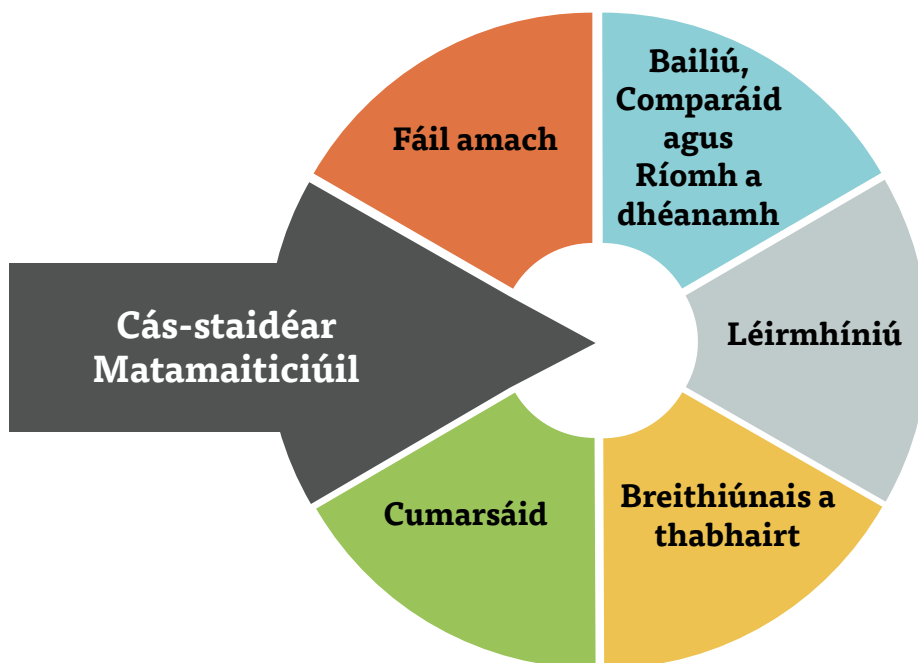 Cás-staidéar
Matamaiticiúil
Fáil amach
Bailiú,
Comparáid
agus
Ríomh a
dhéanamh
Léirmhíniú
Breithiúnais a
thabhairt
Cumarsáid